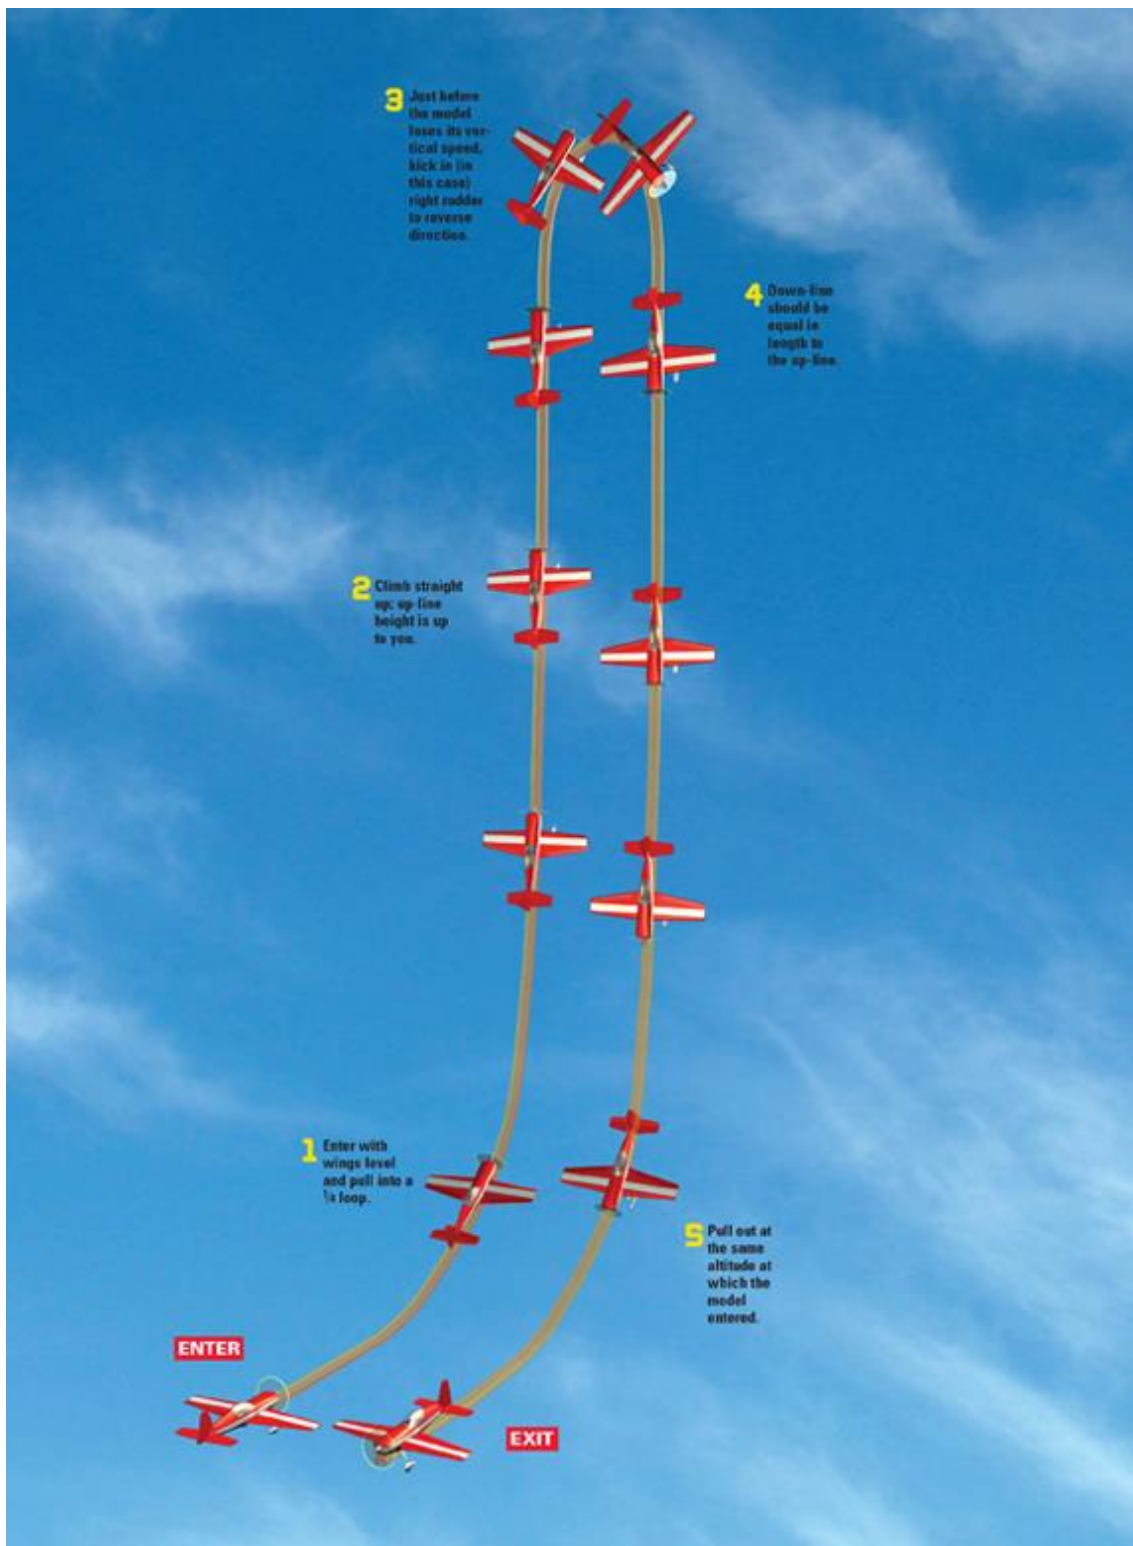 3 Just before
the model
loses its ver-
tical speed,
kick in (in
this case)
right rudder
to reverse
direction.
4 Down-line
should be
equal in
length to
the up-line.
2 Climb straight
up; up-line
height is up
to you.
1 Enter with
wings level
and pull into a
¼ loop.
5 Pull out at
the same
altitude at
which the
model
entered.
ENTER
EXIT